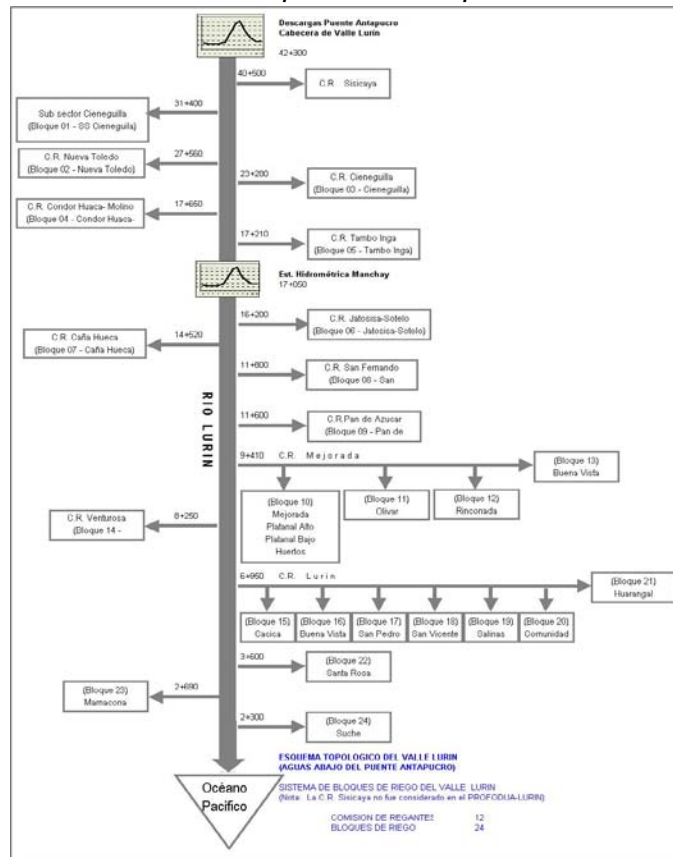 Descargas Puente Antapucro
Cabecera de Valle Lurín
42+300
40+500
C.R. Sisicaya
31+400
Sub sector Cieneguilla
(Bloque 01 - SS Cieneguilla)
27+560
C.R. Nueva Toledo
(Bloque 02 - Nueva Toledo)
23+200
C.R. Cieneguilla
(Bloque 03 - Cieneguilla)
17+650
C.R. Condor Huaca- Molino
(Bloque 04 - Condor Huaca-
17+210
C.R. Tambo Inga
(Bloque 05 - Tambo Inga)
Est. Hidrométrica Manchay
17+050
16+200
C.R. Jatosisa-Sotelo
(Bloque 06 - Jatosisa-Sotelo)
14+520
C.R. Caña Hueca
(Bloque 07 - Caña Hueca)
11+800
C.R. San Fernando
(Bloque 08 - San
11+600
C.R.Pan de Azucar
(Bloque 09 - Pan de
RIO LURIN
9+410 C.R. Mejorada
(Bloque 13)
Buena Vista
(Bloque 10)
Mejorada
Platanal Alto
Platanal Bajo
Huertos
(Bloque 11)
Olivar
(Bloque 12)
Rinconada
8+250
C.R. Venturosa
(Bloque 14 -
6+950 C.R. Lurin
(Bloque 21)
Huarangal
(Bloque 15)
Cacica
(Bloque 16)
Buena Vista
(Bloque 17)
San Pedro
(Bloque 18)
San Vicente
(Bloque 19)
Salinas
(Bloque 20)
Comunidad
3+600
(Bloque 22)
Santa Rosa
2+690
(Bloque 23)
Mamacona
2+300
(Bloque 24)
Suche
Océano
Pacifico
ESQUEMA TOPOLOGICO DEL VALLE LURIN
(AGUAS ABAJO DEL PUENTE ANTAPUCRO)
SISTEMA DE BLOQUES DE RIEGO DEL VALLE LURIN
(Nota: La C.R. Sisicaya no fue considerado en el PROFODUA-LURIN)
COMISION DE REGANTES 12
BLOQUES DE RIEGO 24